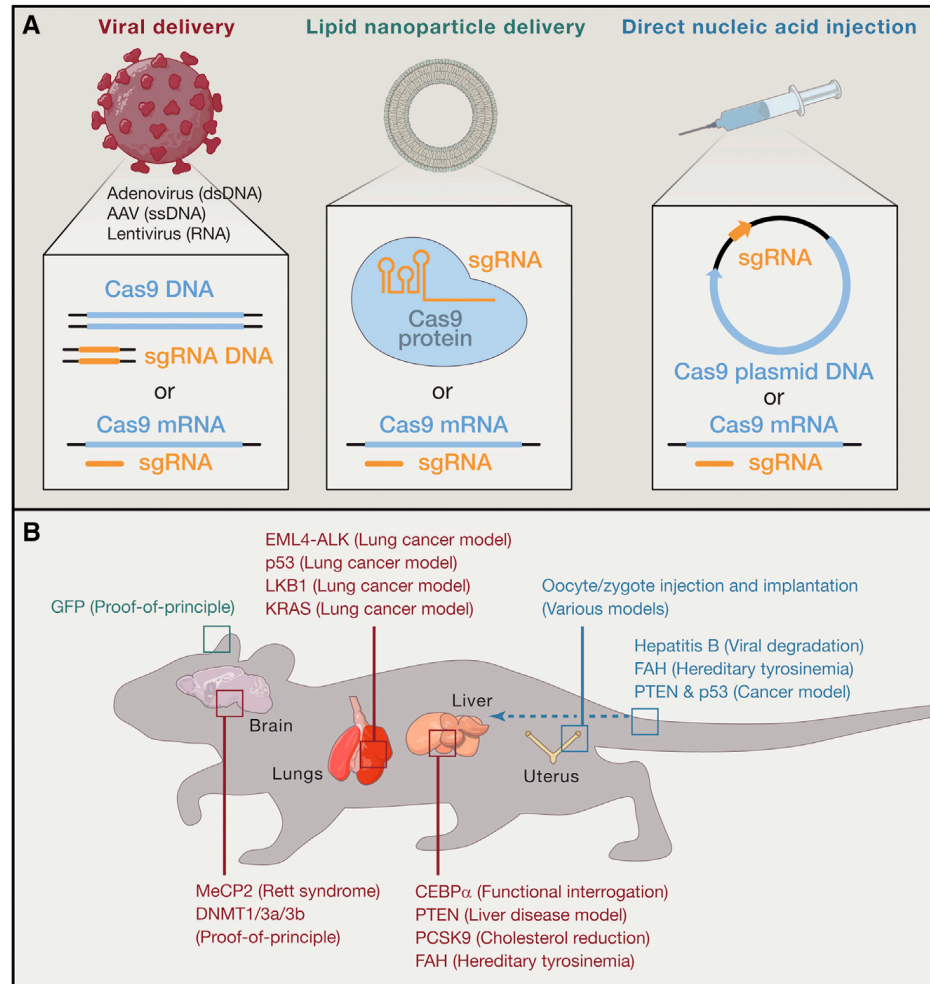 A
Viral delivery
Lipid nanoparticle delivery
Direct nucleic acid injection
Adenovirus (dsDNA)
AAV (ssDNA)
Lentivirus (RNA)
Cas9 DNA
sgRNA DNA
or
Cas9 mRNA
sgRNA
sgRNA
Cas9
protein
or
Cas9 mRNA
sgRNA
sgRNA
Cas9 plasmid DNA
or
Cas9 mRNA
sgRNA
B
EML4-ALK (Lung cancer model)
p53 (Lung cancer model)
LKB1 (Lung cancer model)
KRAS (Lung cancer model)
GFP (Proof-of-principle)
Oocyte/zygote injection and implantation
(Various models)
Hepatitis B (Viral degradation)
FAH (Hereditary tyrosinemia)
PTEN & p53 (Cancer model)
Brain
Lungs
Liver
Uterus
MeCP2 (Rett syndrome)
DNMT1/3a/3b
(Proof-of-principle)
CEBPα (Functional interrogation)
PTEN (Liver disease model)
PCSK9 (Cholesterol reduction)
FAH (Hereditary tyrosinemia)